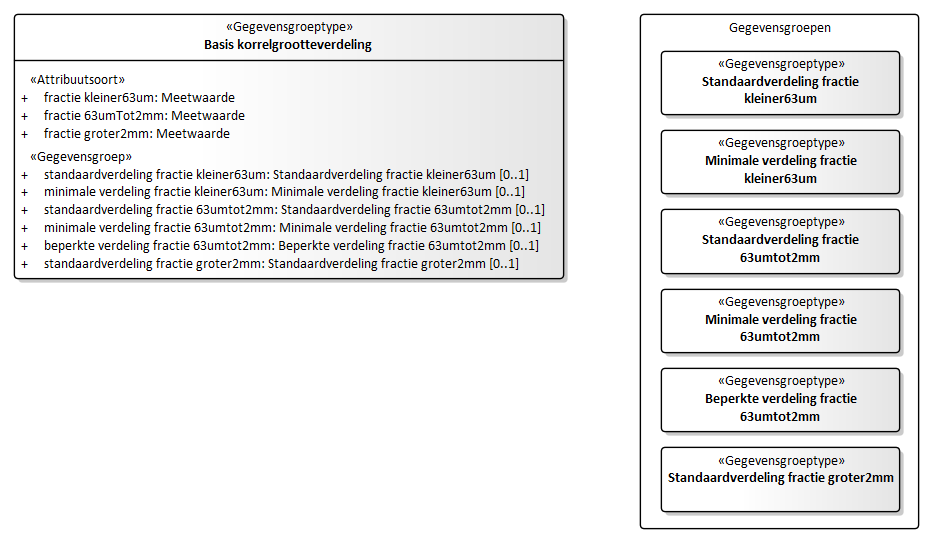 «Gegevensgroeptype»
Basis korrelgrootteverdeling
«Attribuutsoort»
+ fractie kleiner63um: Meetwaarde
+ fractie 63umTot2mm: Meetwaarde
+ fractie groter2mm: Meetwaarde
«Gegevensgroep»
+ standaardverdeling fractie kleiner63um: Standaardverdeling fractie kleiner63um [0..1]
+ minimale verdeling fractie kleiner63um: Minimale verdeling fractie kleiner63um [0..1]
+ standaardverdeling fractie 63umtot2mm: Standaardverdeling fractie 63umtot2mm [0..1]
+ minimale verdeling fractie 63umtot2mm: Minimale verdeling fractie 63umtot2mm [0..1]
+ beperkte verdeling fractie 63umtot2mm: Beperkte verdeling fractie 63umtot2mm [0..1]
+ standaardverdeling fractie groter2mm: Standaardverdeling fractie groter2mm [0..1]
Gegevensgroepen
«Gegevensgroeptype»
Standaardverdeling fractie
kleiner63um
«Gegevensgroeptype»
Minimale verdeling fractie
kleiner63um
«Gegevensgroeptype»
Standaardverdeling fractie
63umtot2mm
«Gegevensgroeptype»
Minimale verdeling fractie
63umtot2mm
«Gegevensgroeptype»
Beperkte verdeling fractie
63umtot2mm
«Gegevensgroeptype»
Standaardverdeling fractie groter2mm